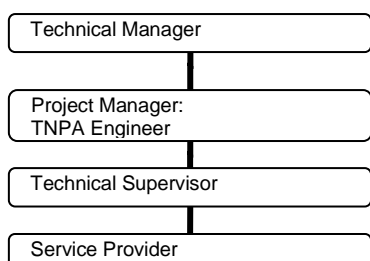 Technical Manager
Project Manager:
TNPA Engineer
Technical Supervisor
Service Provider